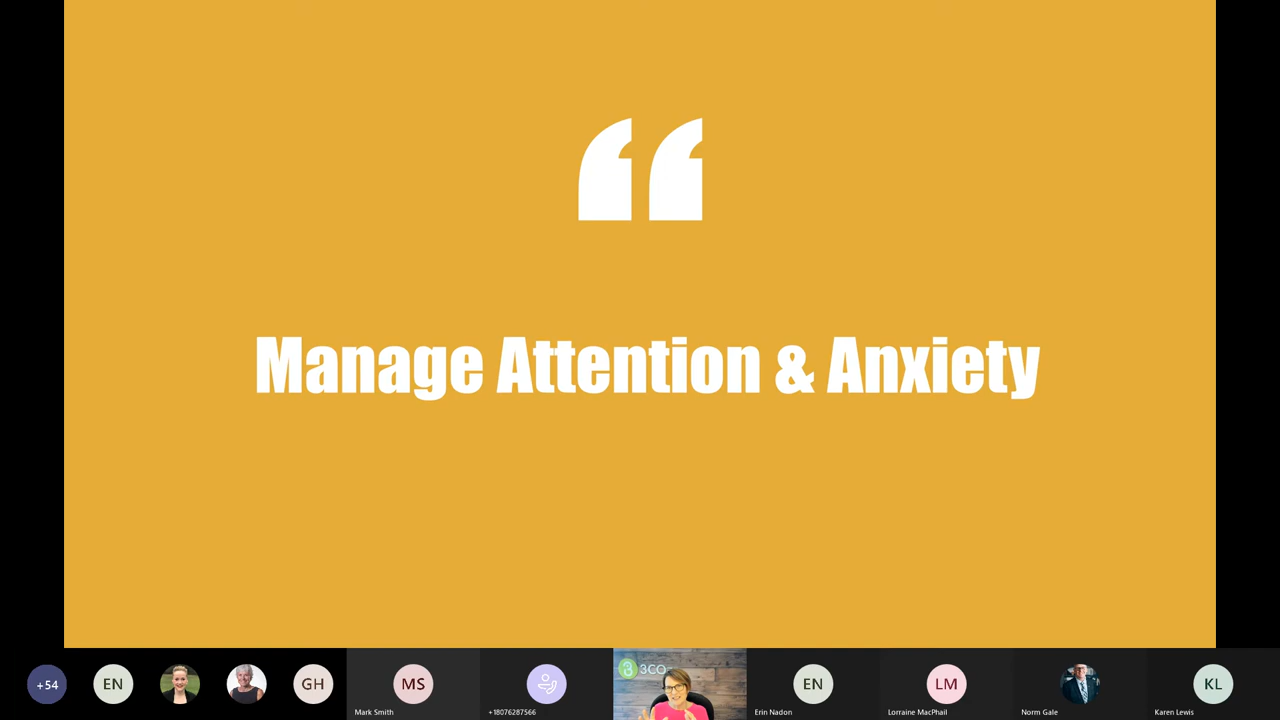 “
Manage Attention & Anxiety
+54
EN
GH
MS
Mark Smith
+18076287566
3CO
EN
Erin Nadon
LM
Lorraine MacPhail
Norm Gale
KL
Karen Lewis